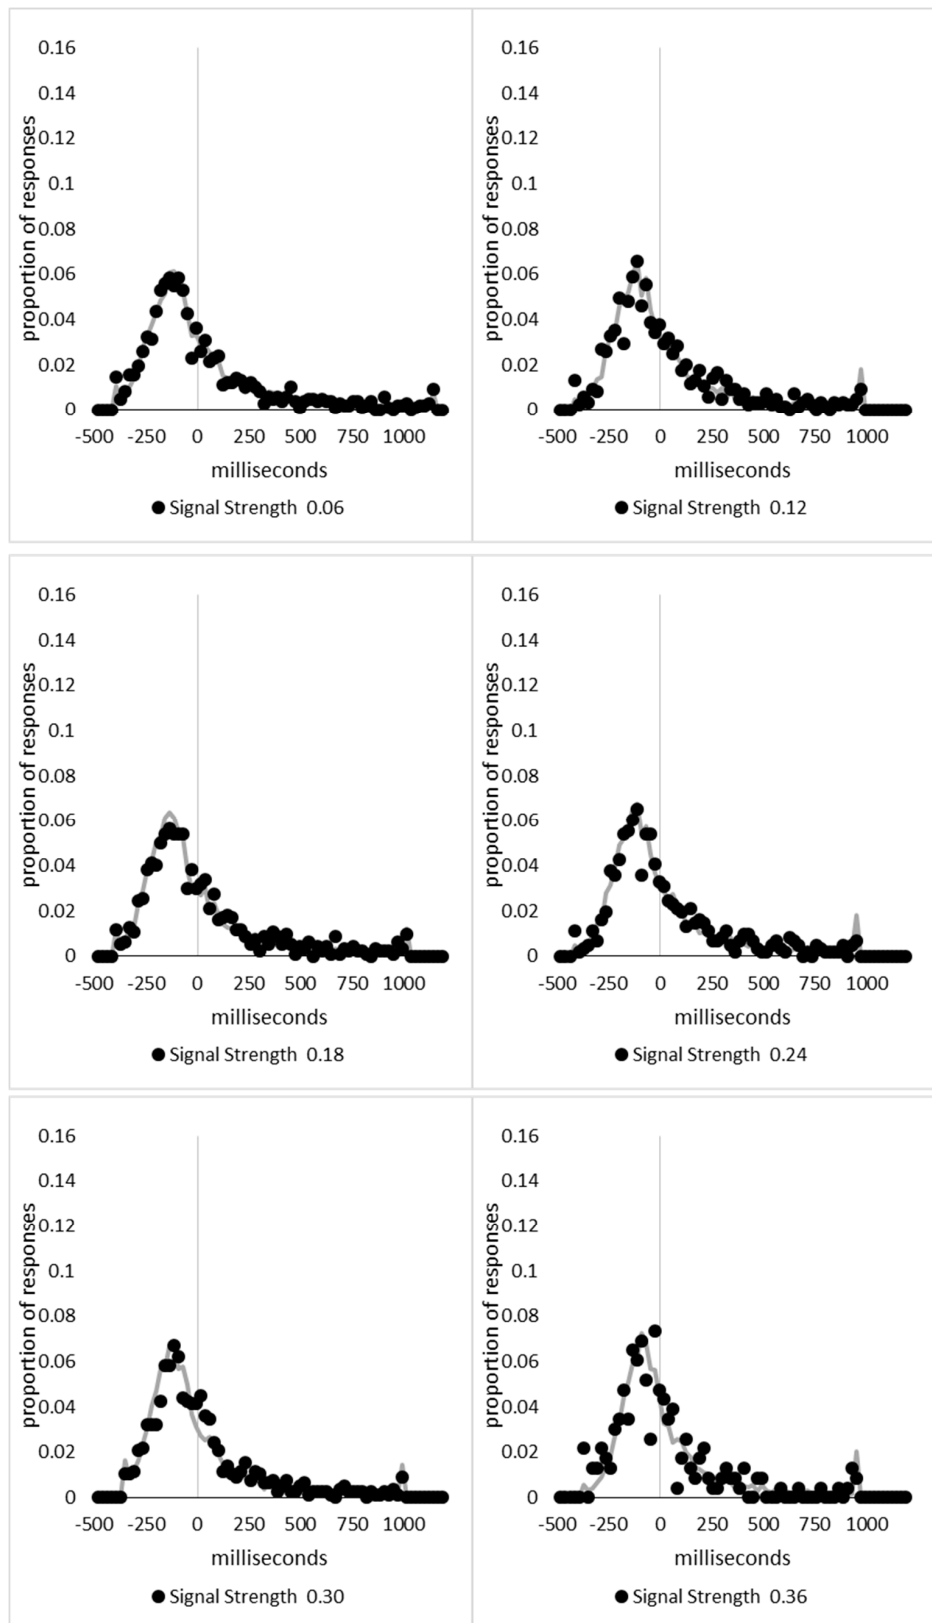 proportion of responses
0.16
0.14
0.12
0.1
0.08
0.06
0.04
0.02
0
-500 -250 0 250 500 750 1000
milliseconds
Signal Strength 0.06
proportion of responses
0.16
0.14
0.12
0.1
0.08
0.06
0.04
0.02
0
-500 -250 0 250 500 750 1000
milliseconds
Signal Strength 0.12
proportion of responses
0.16
0.14
0.12
0.1
0.08
0.06
0.04
0.02
0
-500 -250 0 250 500 750 1000
milliseconds
Signal Strength 0.18
proportion of responses
0.16
0.14
0.12
0.1
0.08
0.06
0.04
0.02
0
-500 -250 0 250 500 750 1000
milliseconds
Signal Strength 0.24
proportion of responses
0.16
0.14
0.12
0.1
0.08
0.06
0.04
0.02
0
-500 -250 0 250 500 750 1000
milliseconds
Signal Strength 0.30
proportion of responses
0.16
0.14
0.12
0.1
0.08
0.06
0.04
0.02
0
-500 -250 0 250 500 750 1000
milliseconds
Signal Strength 0.36